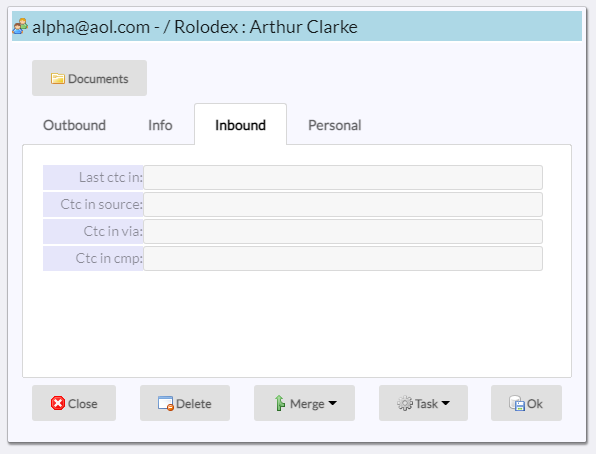 alpha@aol.com - / Rolodex : Arthur Clarke
Documents
Outbound Info Inbound Personal
Last ctc in:
Ctc in source:
Ctc in via:
Ctc in cmp:
Close Delete Merge Task Ok